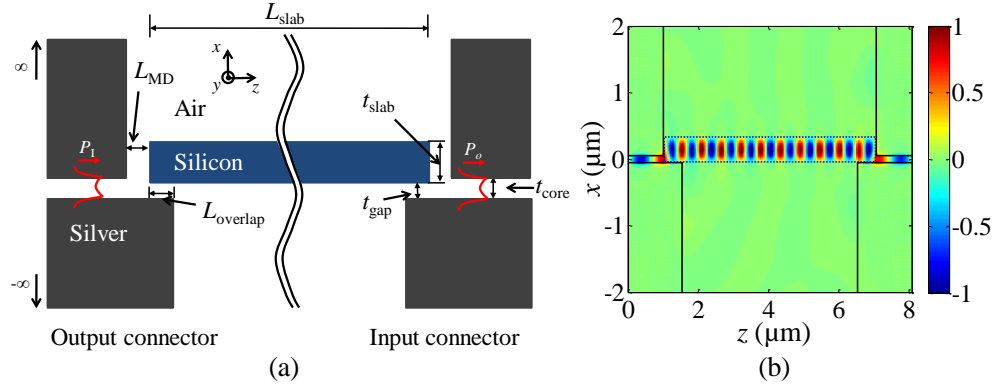 L_slab
∞
x
y
z
L_MD
Air
t_slab
P_I
Silicon
P_o
t_core
t_gap
L_overlap
Silver
-∞
Output connector
Input connector
(a)
2
1
0
-1
-2
x (μm)
0
2
4
6
8
z (μm)
1
0.5
0
-0.5
-1
(b)